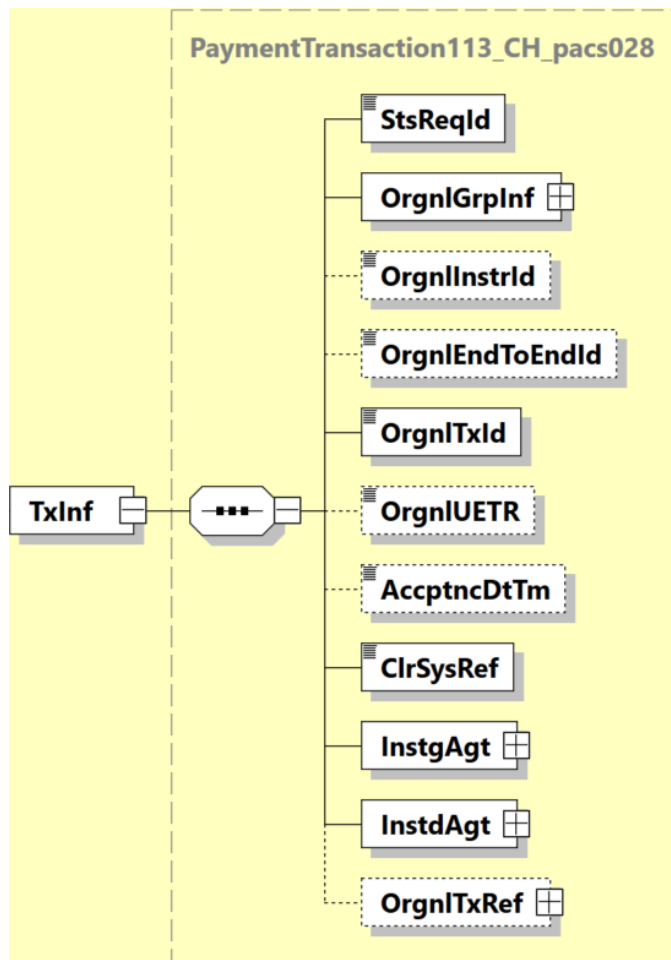 PaymentTransaction113_CH_pacs028
StsReqId
OrgnlGrpInf
OrgnlInstrId
OrgnlEndToEndId
OrgnlTxId
TxInf
OrgnlUETR
AccptncDtTm
ClrSysRef
InstgAgt
InstdAgt
OrgnlTxRef